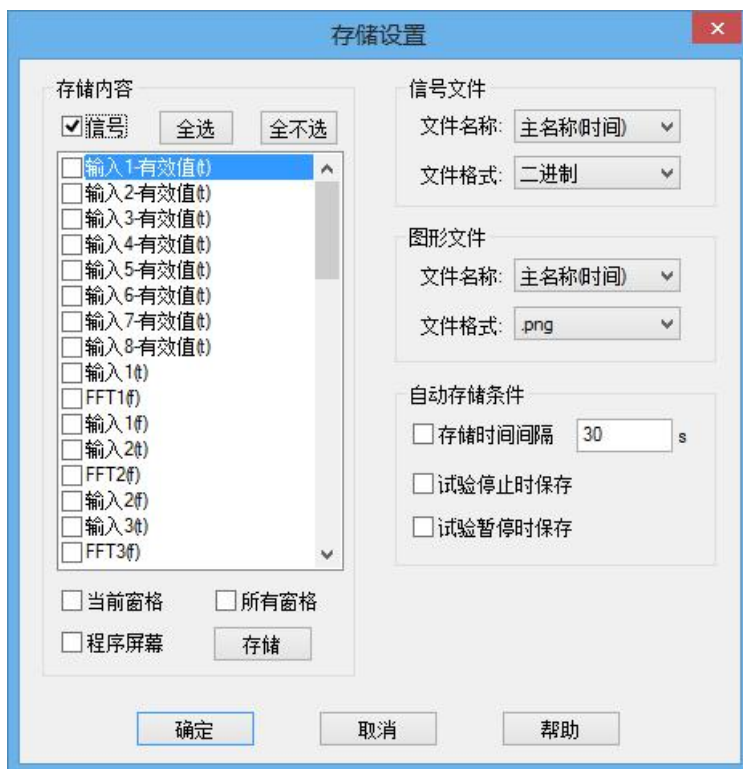 存储设置
存储内容
信号 全选 全不选
输入1-有效值(t)
输入2-有效值(t)
输入3-有效值(t)
输入4-有效值(t)
输入5-有效值(t)
输入6-有效值(t)
输入7-有效值(t)
输入8-有效值(t)
输入1(t)
FFT1(f)
输入1(f)
输入2(t)
FFT2(f)
输入2(f)
输入3(t)
FFT3(f)
当前窗格 所有窗格
程序屏幕 存储
信号文件
文件名称: 主名称(时间)
文件格式: 二进制
图形文件
文件名称: 主名称(时间)
文件格式: .png
自动存储条件
存储时间间隔 30 s
试验停止时保存
试验暂停时保存
确定 取消 帮助